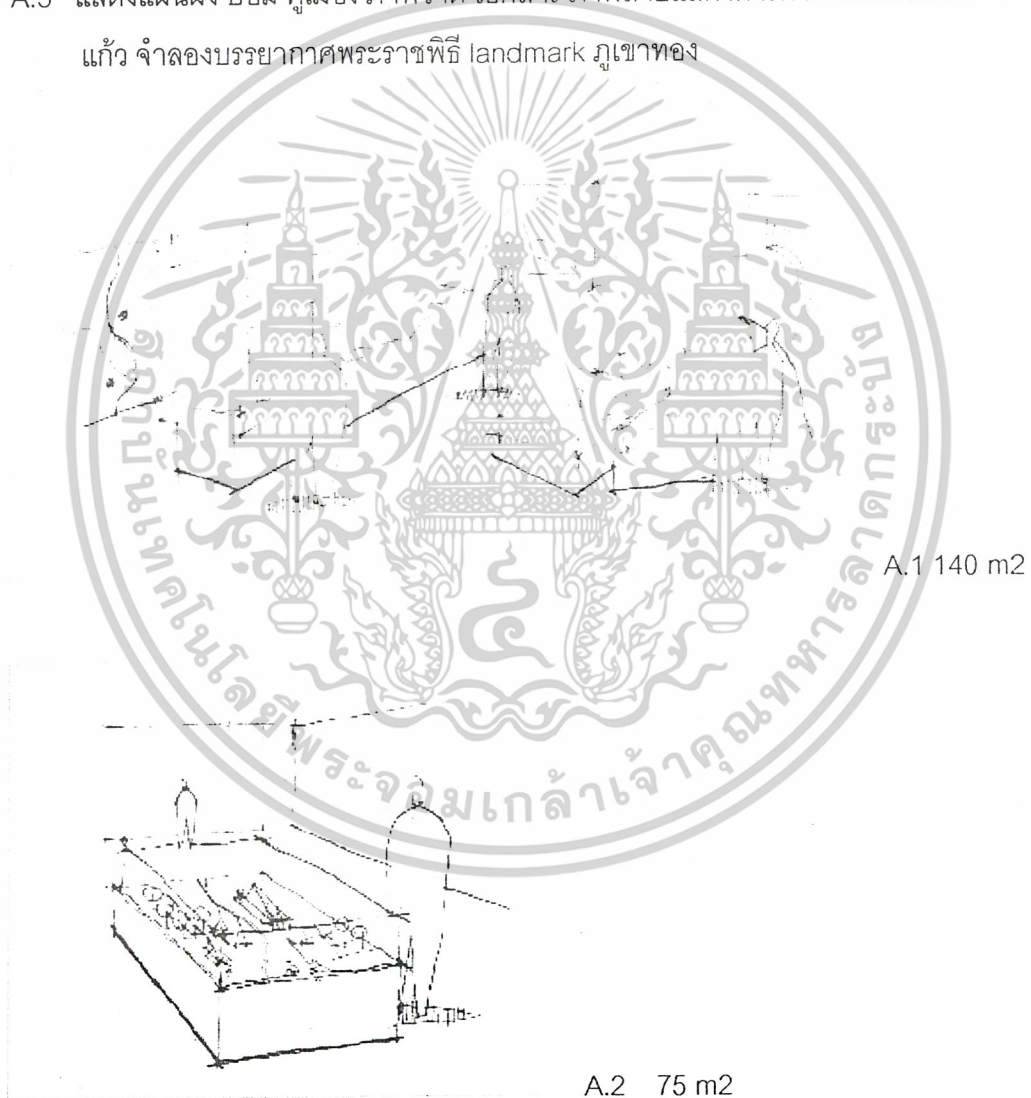 แก้ว จำลองบรรยากาศพระราชพิธี landmark ภูเขาทอง
สถาบันเทคโนโลยีพระจอมเกล้าเจ้าคุณทหารลาดกระบัง
A.1 140 m2
A.2 75 m2